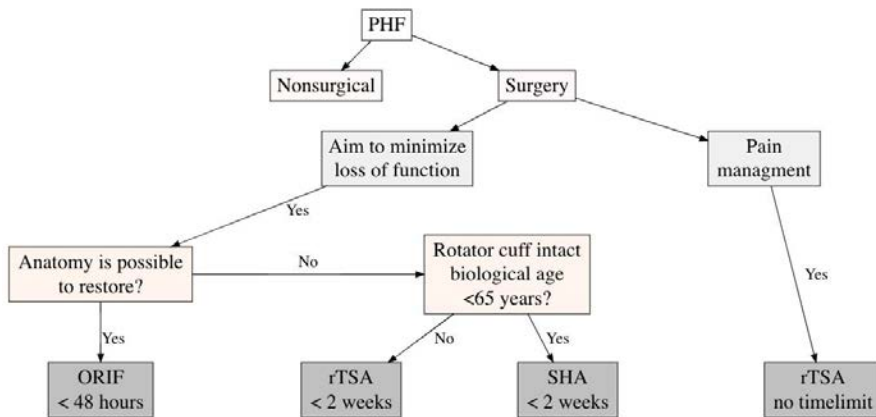 PHF
Nonsurgical
Surgery
Aim to minimize
loss of function
Pain
managment
Yes
Anatomy is possible
to restore?
No
Rotator cuff intact
biological age
<65 years?
Yes
Yes
No
Yes
ORIF
< 48 hours
rTSA
< 2 weeks
SHA
< 2 weeks
rTSA
no timelimit